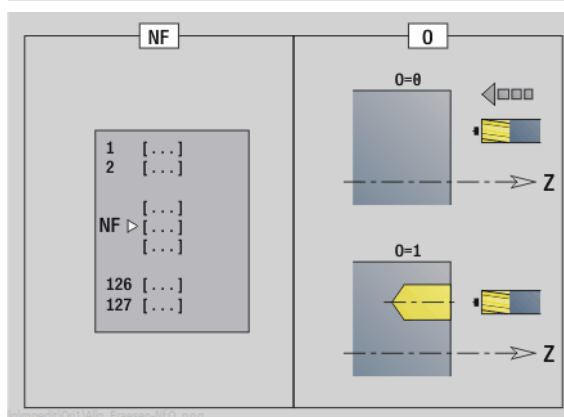 NF
1 [...]
2 [...]
[...]
NF [...]
[...]
126 [...]
127 [...]
O
O=0
Z
O=1
Z